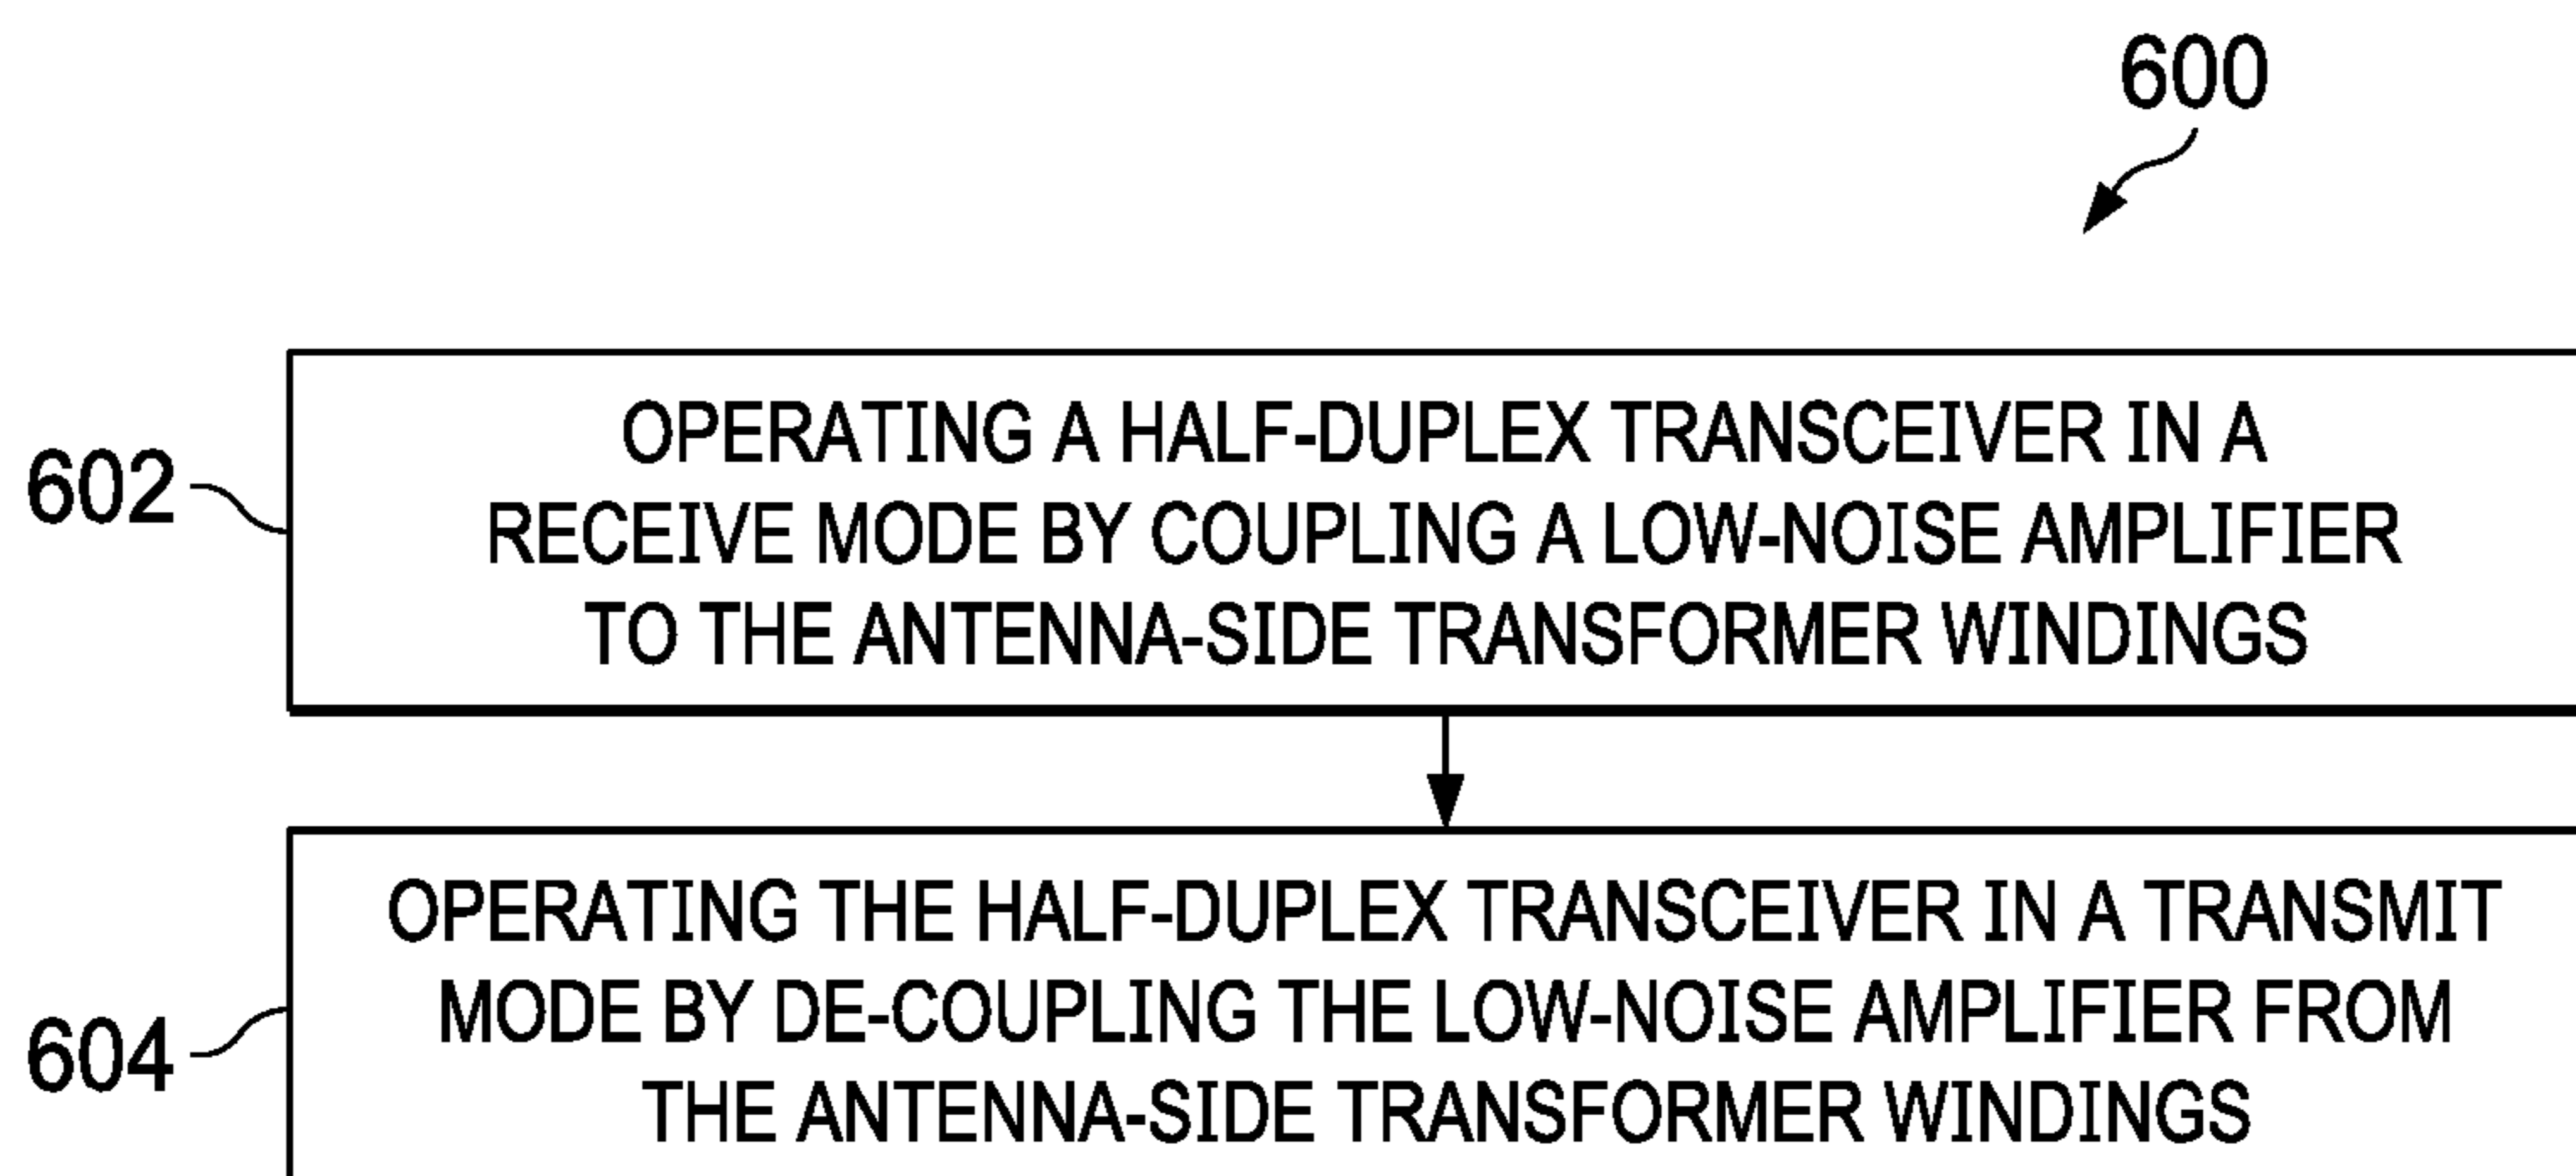 600
602
OPERATING A HALF-DUPLEX TRANSCEIVER IN A
RECEIVE MODE BY COUPLING A LOW-NOISE AMPLIFIER
TO THE ANTENNA-SIDE TRANSFORMER WINDINGS
604
OPERATING THE HALF-DUPLEX TRANSCEIVER IN A TRANSMIT
MODE BY DE-COUPLING THE LOW-NOISE AMPLIFIER FROM
THE ANTENNA-SIDE TRANSFORMER WINDINGS